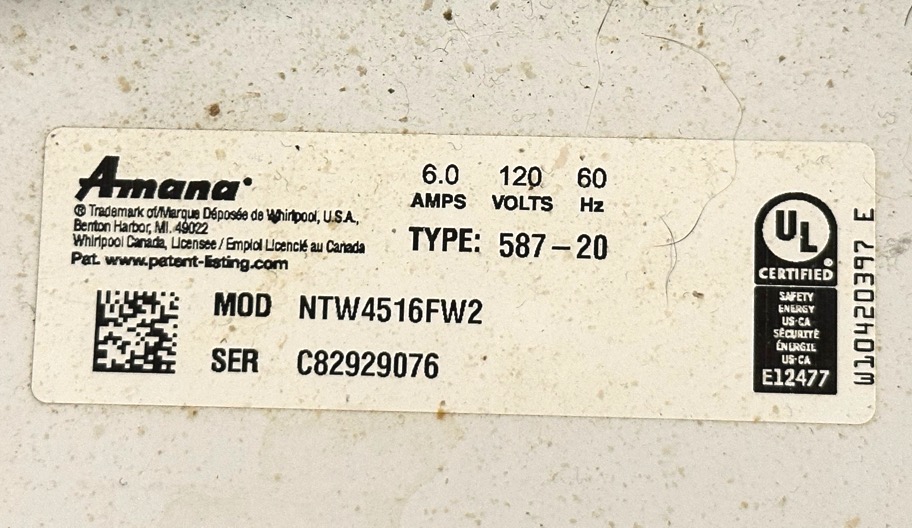 Amana
® Trademark of/Marque Déposée de Whirlpool, U.S.A.,
Benton Harbor, MI. 49022
Whirlpool Canada, Licensee / Emploi Licencié au Canada
Pat. www.patent-listing.com
6.0 120 60
AMPS VOLTS Hz
TYPE: 587-20
MOD NTW4516FW2
SER C82929076
UL
®
CERTIFIED
SAFETY
ENERGY
US-CA
SÉCURITÉ
ÉNERGIE
US-CA
E12477
W10420397 E